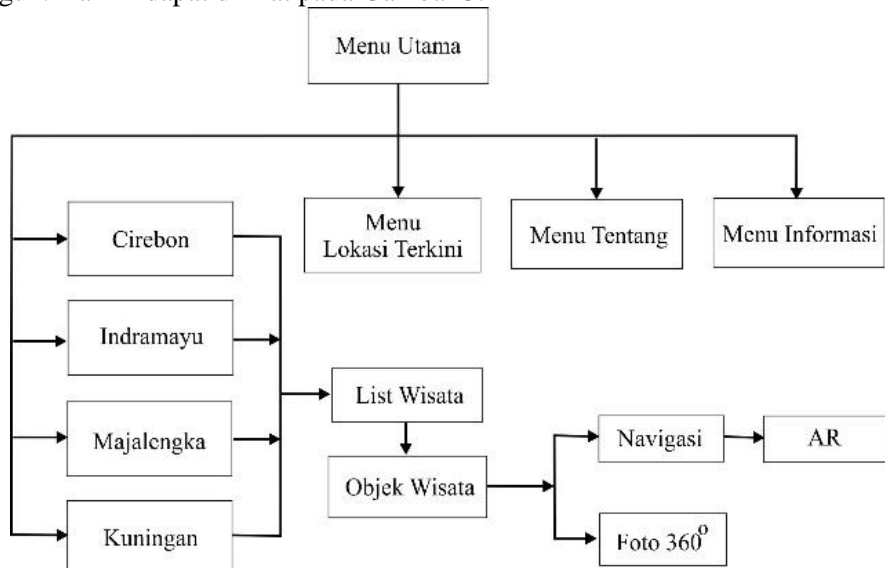 Menu Utama
Menu
Lokasi Terkini
Menu Tentang
Menu Informasi
Cirebon
Indramayu
Majalengka
Kuningan
List Wisata
Objek Wisata
Navigasi
AR
Foto 360°